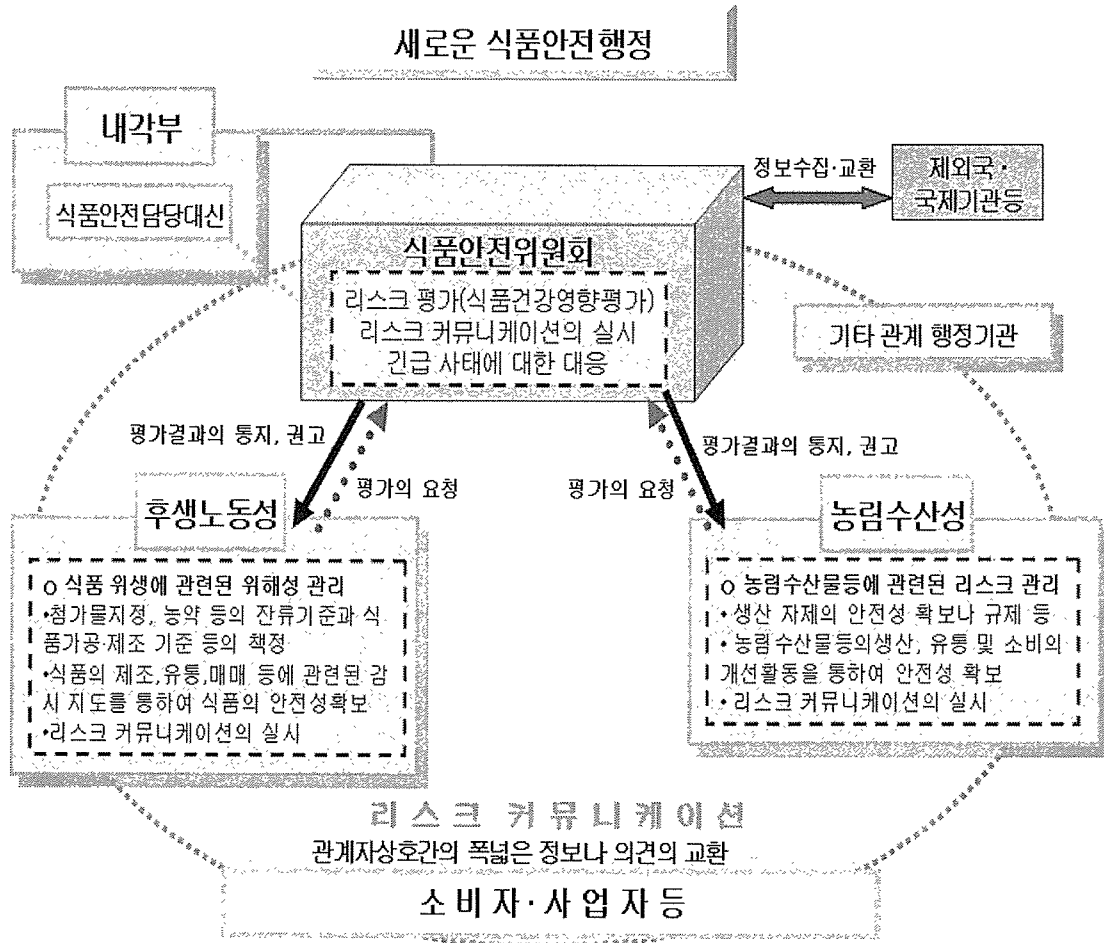 새로운 식품안전행정
내각부
식품안전담당대신
정보수집·교환
제외국·
국제기관등
식품안전위원회
리스크 평가(식품건강영향평가)
리스크 커뮤니케이션의 실시
긴급 사태에 대한 대응
기타 관계 행정기관
평가결과의 통지, 권고
평가의 요청
평가의 요청
평가결과의 통지, 권고
후생노동성
o 식품 위생에 관련된 위해성 관리
•첨가물지정, 농약 등의 잔류기준과 식
품가공·제조 기준 등의 책정
•식품의 제조,유통,매매 등에 관련된 감
시 지도를 통하여 식품의 안전성확보
•리스크 커뮤니케이션의 실시
농림수산성
o 농림수산물등에 관련된 리스크 관리
• 생산 자제의 안전성 확보나 규제 등
• 농림수산물등의생산, 유통 및 소비의
개선활동을 통하여 안전성 확보
• 리스크 커뮤니케이션의 실시
리스크 커뮤니케이션
관계자상호간의 폭넓은 정보나 의견의 교환
소비자·사업자등